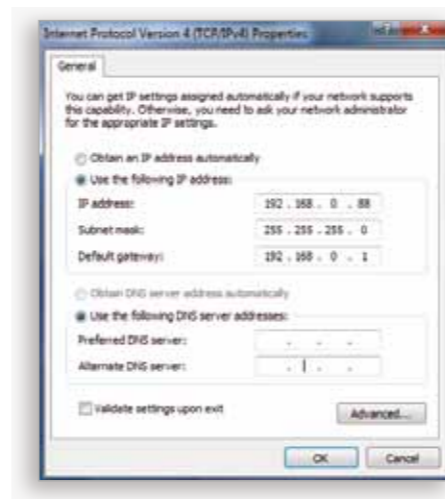 Internet Protocol Version 4 (TCP/IPv4) Properties
General
You can get IP settings assigned automatically if your network supports
this capability. Otherwise, you need to ask your network administrator
for the appropriate IP settings.
Obtain an IP address automatically
Use the following IP address:
IP address: 192 . 168 . 0 . 88
Subnet mask: 255 . 255 . 255 . 0
Default gateway: 192 . 168 . 0 . 1
Obtain DNS server address automatically
Use the following DNS server addresses:
Preferred DNS server: . . .
Alternate DNS server: . . .
Validate settings upon exit
Advanced...
OK Cancel